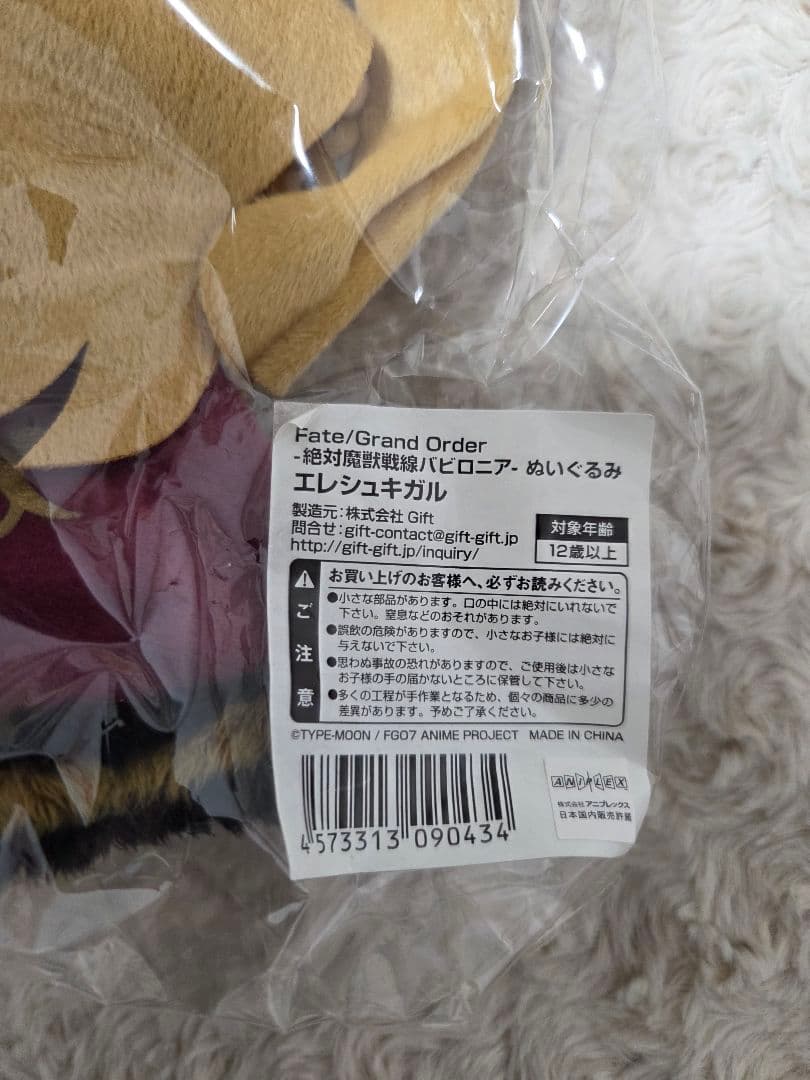 Fate/Grand Order
-絶対魔獣戦線バビロニア- ぬいぐるみ
エレシュキガル
製造元：株式会社 Gift
問合せ：gift-contact@gift-gift.jp
http://gift-gift.jp/inquiry/
対象年齢
12歳以上
ご注意
お買い上げのお客様へ、必ずお読みください。
●小さな部品があります。口の中には絶対にいれないで
下さい。窒息などのおそれがあります。
●誤飲の危険がありますので、小さなお子様には絶対に
与えないで下さい。
●思わぬ事故の恐れがありますので、ご使用後は小さな
お子様の手の届かないところに保管して下さい。
●多くの工程が手作業となるため、個々の商品に多少の
差異があります。予めご了承ください。
©TYPE-MOON / FGO7 ANIME PROJECT MADE IN CHINA
4573313 090434
ANIPLEX
株式会社 アニプレックス
日本国内販売許諾